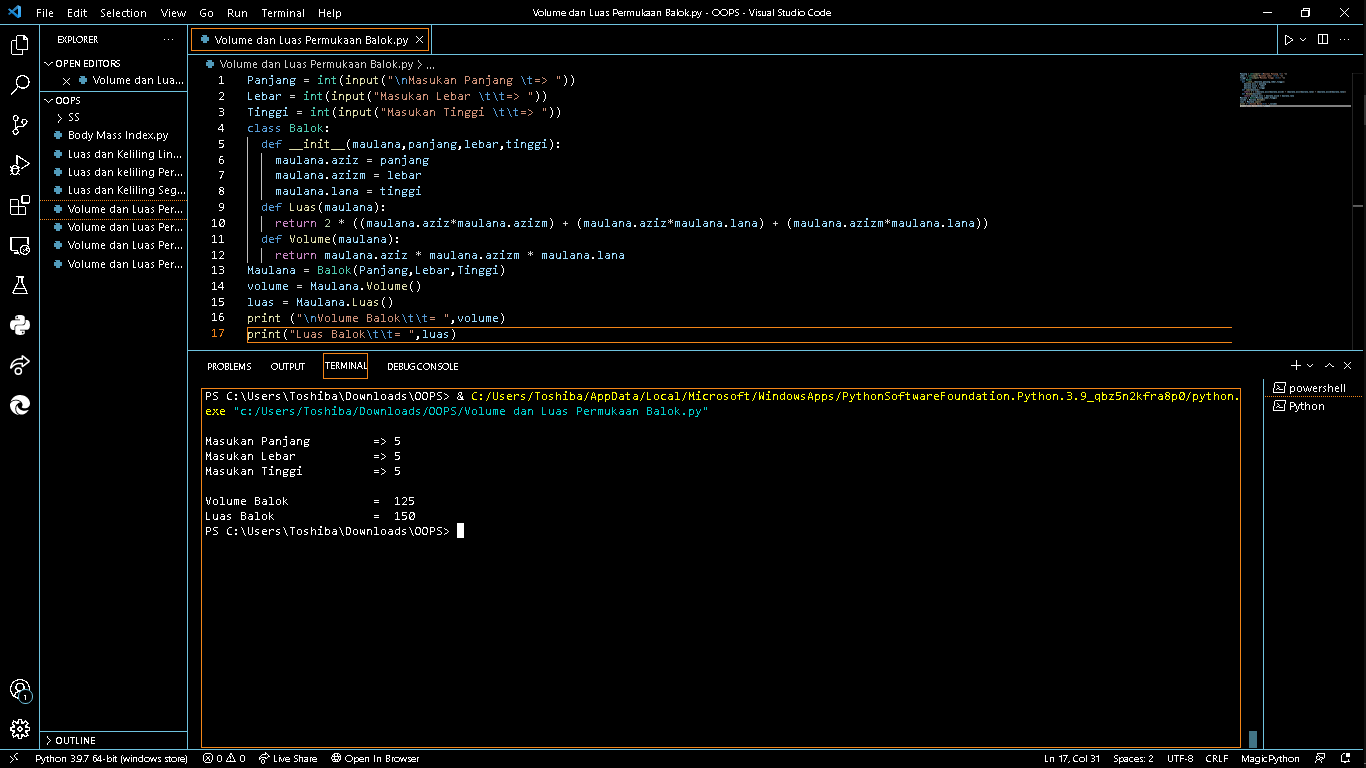 File Edit Selection View Go Run Terminal Help
Volume dan Luas Permukaan Balok.py - OOPS - Visual Studio Code
EXPLORER ...
OPEN EDITORS
Volume dan Lua...
OOPS
SS
Body Mass Index.py
Luas dan Keliling Lin...
Luas dan keliling Per...
Luas dan Keliling Seg...
Volume dan Luas Per...
Volume dan Luas Per...
Volume dan Luas Per...
Volume dan Luas Per...
OUTLINE
Volume dan Luas Permukaan Balok.py
Volume dan Luas Permukaan Balok.py > ...
1 Panjang = int(input("\nMasukan Panjang \t=> "))
2 Lebar = int(input("Masukan Lebar \t\t=> "))
3 Tinggi = int(input("Masukan Tinggi \t\t=> "))
4 class Balok:
5 def __init__(maulana,panjang,lebar,tinggi):
6 maulana.aziz = panjang
7 maulana.azizm = lebar
8 maulana.lana = tinggi
9 def Luas(maulana):
10 return 2 * ((maulana.aziz*maulana.azizm) + (maulana.aziz*maulana.lana) + (maulana.azizm*maulana.lana))
11 def Volume(maulana):
12 return maulana.aziz * maulana.azizm * maulana.lana
13 Maulana = Balok(Panjang,Lebar,Tinggi)
14 volume = Maulana.Volume()
15 luas = Maulana.Luas()
16 print ("\nVolume Balok\t\t= ",volume)
17 print("Luas Balok\t\t= ",luas)
PROBLEMS OUTPUT TERMINAL DEBUG CONSOLE
PS C:\Users\Toshiba\Downloads\OOPS> & C:/Users/Toshiba/AppData/Local/Microsoft/WindowsApps/PythonSoftwareFoundation.Python.3.9_qbz5n2kfra8p0/python.
exe "c:/Users/Toshiba/Downloads/OOPS/Volume dan Luas Permukaan Balok.py"
Masukan Panjang => 5
Masukan Lebar => 5
Masukan Tinggi => 5
Volume Balok = 125
Luas Balok = 150
PS C:\Users\Toshiba\Downloads\OOPS>
powershell
Python
1
Python 3.9.7 64-bit (windows store) 0 0 Live Share Open In Browser
Ln 17, Col 31 Spaces: 2 UTF-8 CRLF MagicPython